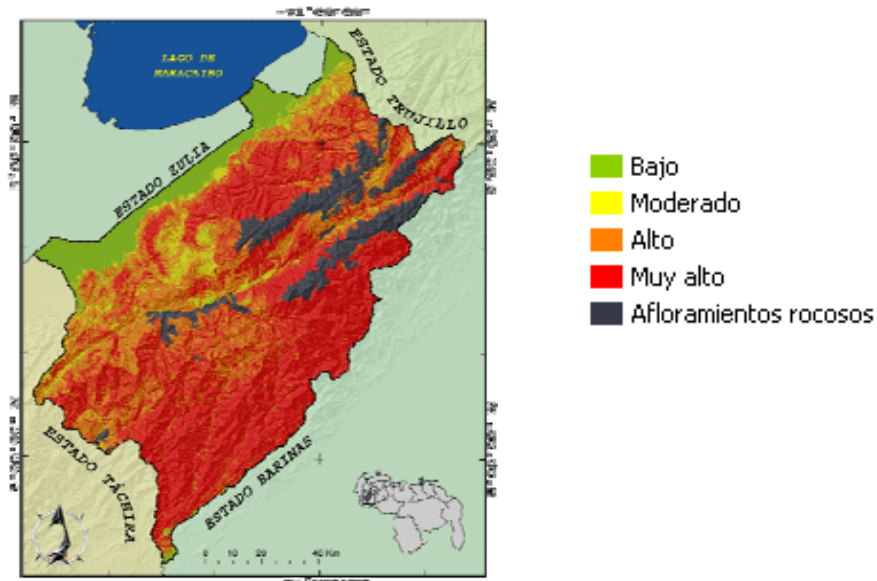 LAGO DE
MARACAIBO
ESTADO TRUJILLO
ESTADO ZULIA
ESTADO TÁCHIRA
ESTADO BARINAS
0 10 20 40 Km
Bajo
Moderado
Alto
Muy alto
Afloramientos rocosos